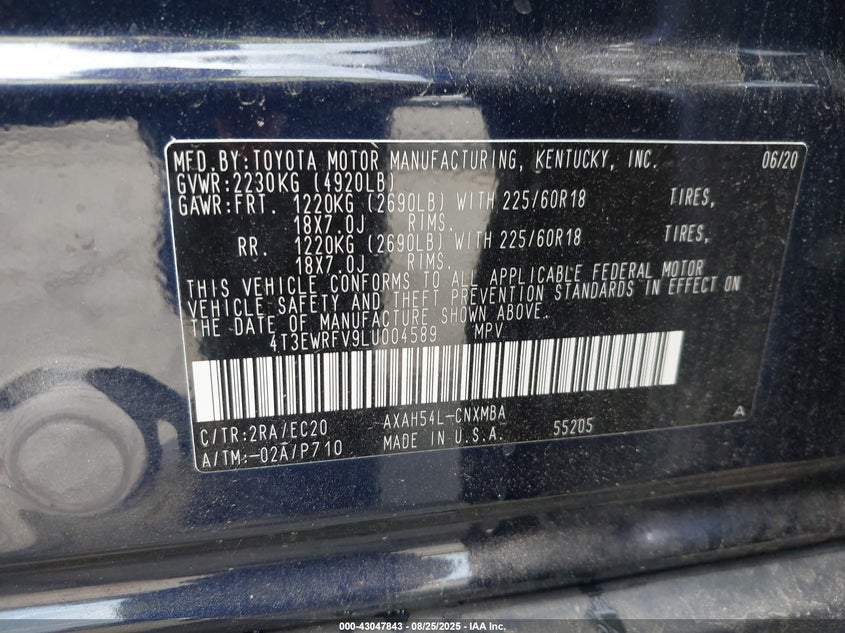 MFD.BY:TOYOTA MOTOR MANUFACTURING, KENTUCKY, INC. 06/20
GVWR:2230KG (4920LB)
GAWR:FRT. 1220KG (2690LB) WITH 225/60R18 TIRES,
18X7.0J RIMS,
RR. 1220KG (2690LB) WITH 225/60R18 TIRES,
18X7.0J RIMS.
THIS VEHICLE CONFORMS TO ALL APPLICABLE FEDERAL MOTOR
VEHICLE SAFETY AND THEFT PREVENTION STANDARDS IN EFFECT ON
THE DATE OF MANUFACTURE SHOWN ABOVE.
4T3EWRFV9LU004589 MPV
C/TR:2RA/EC20 AXAH54L-CNXMBA
A/TM:-02A/P710 MADE IN U.S.A. 55205 A
000-43047843 | 08/25/2025 - IAA Inc.